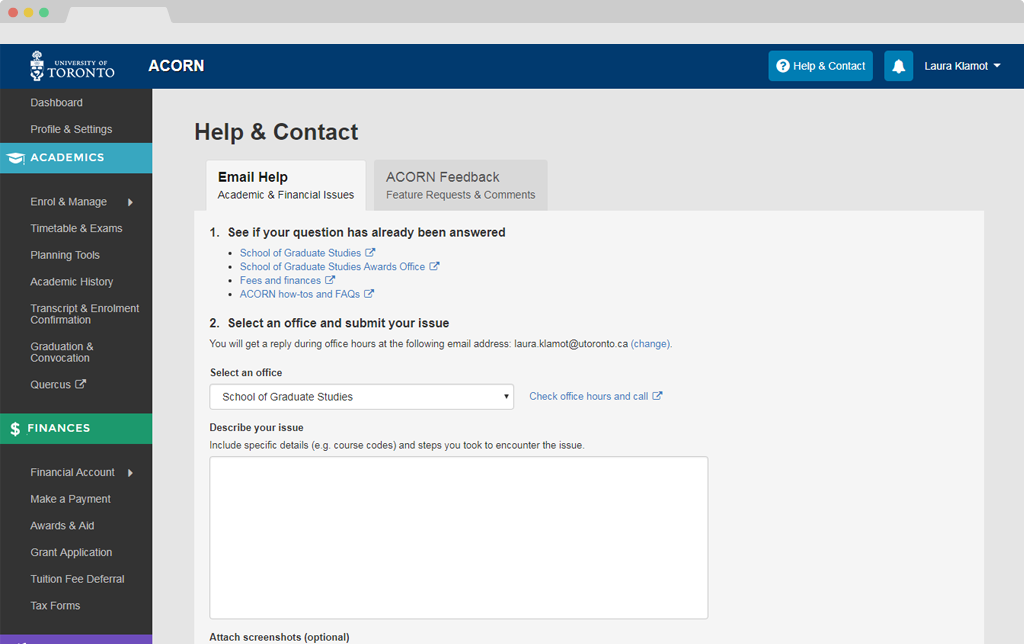 UNIVERSITY OF
TORONTO
ACORN
Help & Contact
Laura Klamot
Dashboard
Profile & Settings
ACADEMICS
Enrol & Manage
Timetable & Exams
Planning Tools
Academic History
Transcript & Enrolment
Confirmation
Graduation &
Convocation
Quercus
$ FINANCES
Financial Account
Make a Payment
Awards & Aid
Grant Application
Tuition Fee Deferral
Tax Forms
Help & Contact
Email Help
Academic & Financial Issues
ACORN Feedback
Feature Requests & Comments
1. See if your question has already been answered
• School of Graduate Studies
• School of Graduate Studies Awards Office
• Fees and finances
• ACORN how-tos and FAQs
2. Select an office and submit your issue
You will get a reply during office hours at the following email address: laura.klamot@utoronto.ca (change).
Select an office
School of Graduate Studies
Check office hours and call
Describe your issue
Include specific details (e.g. course codes) and steps you took to encounter the issue.
Attach screenshots (optional)